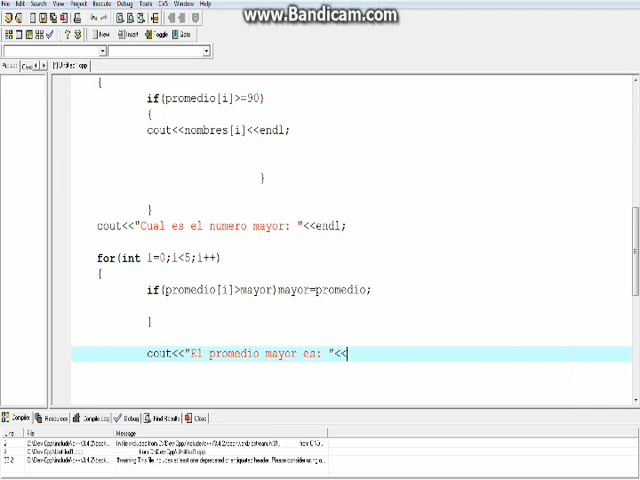 www.Bandicam.com
File Edit Search View Project Execute Debug Tools CVS Window Help
New Insert Toggle Goto
Project
{
if(promedio[i]>=90)
{
cout<<nombres[i]<<endl;
}
}
cout<<"Cual es el numero mayor: "<<endl;
for(int i=0;i<5;i++)
{
if(promedio[i]>mayor)mayor=promedio;
}
cout<<"El promedio mayor es: "<<
Compiler Resources Compile Log Debug Find Results Close
Line File Message